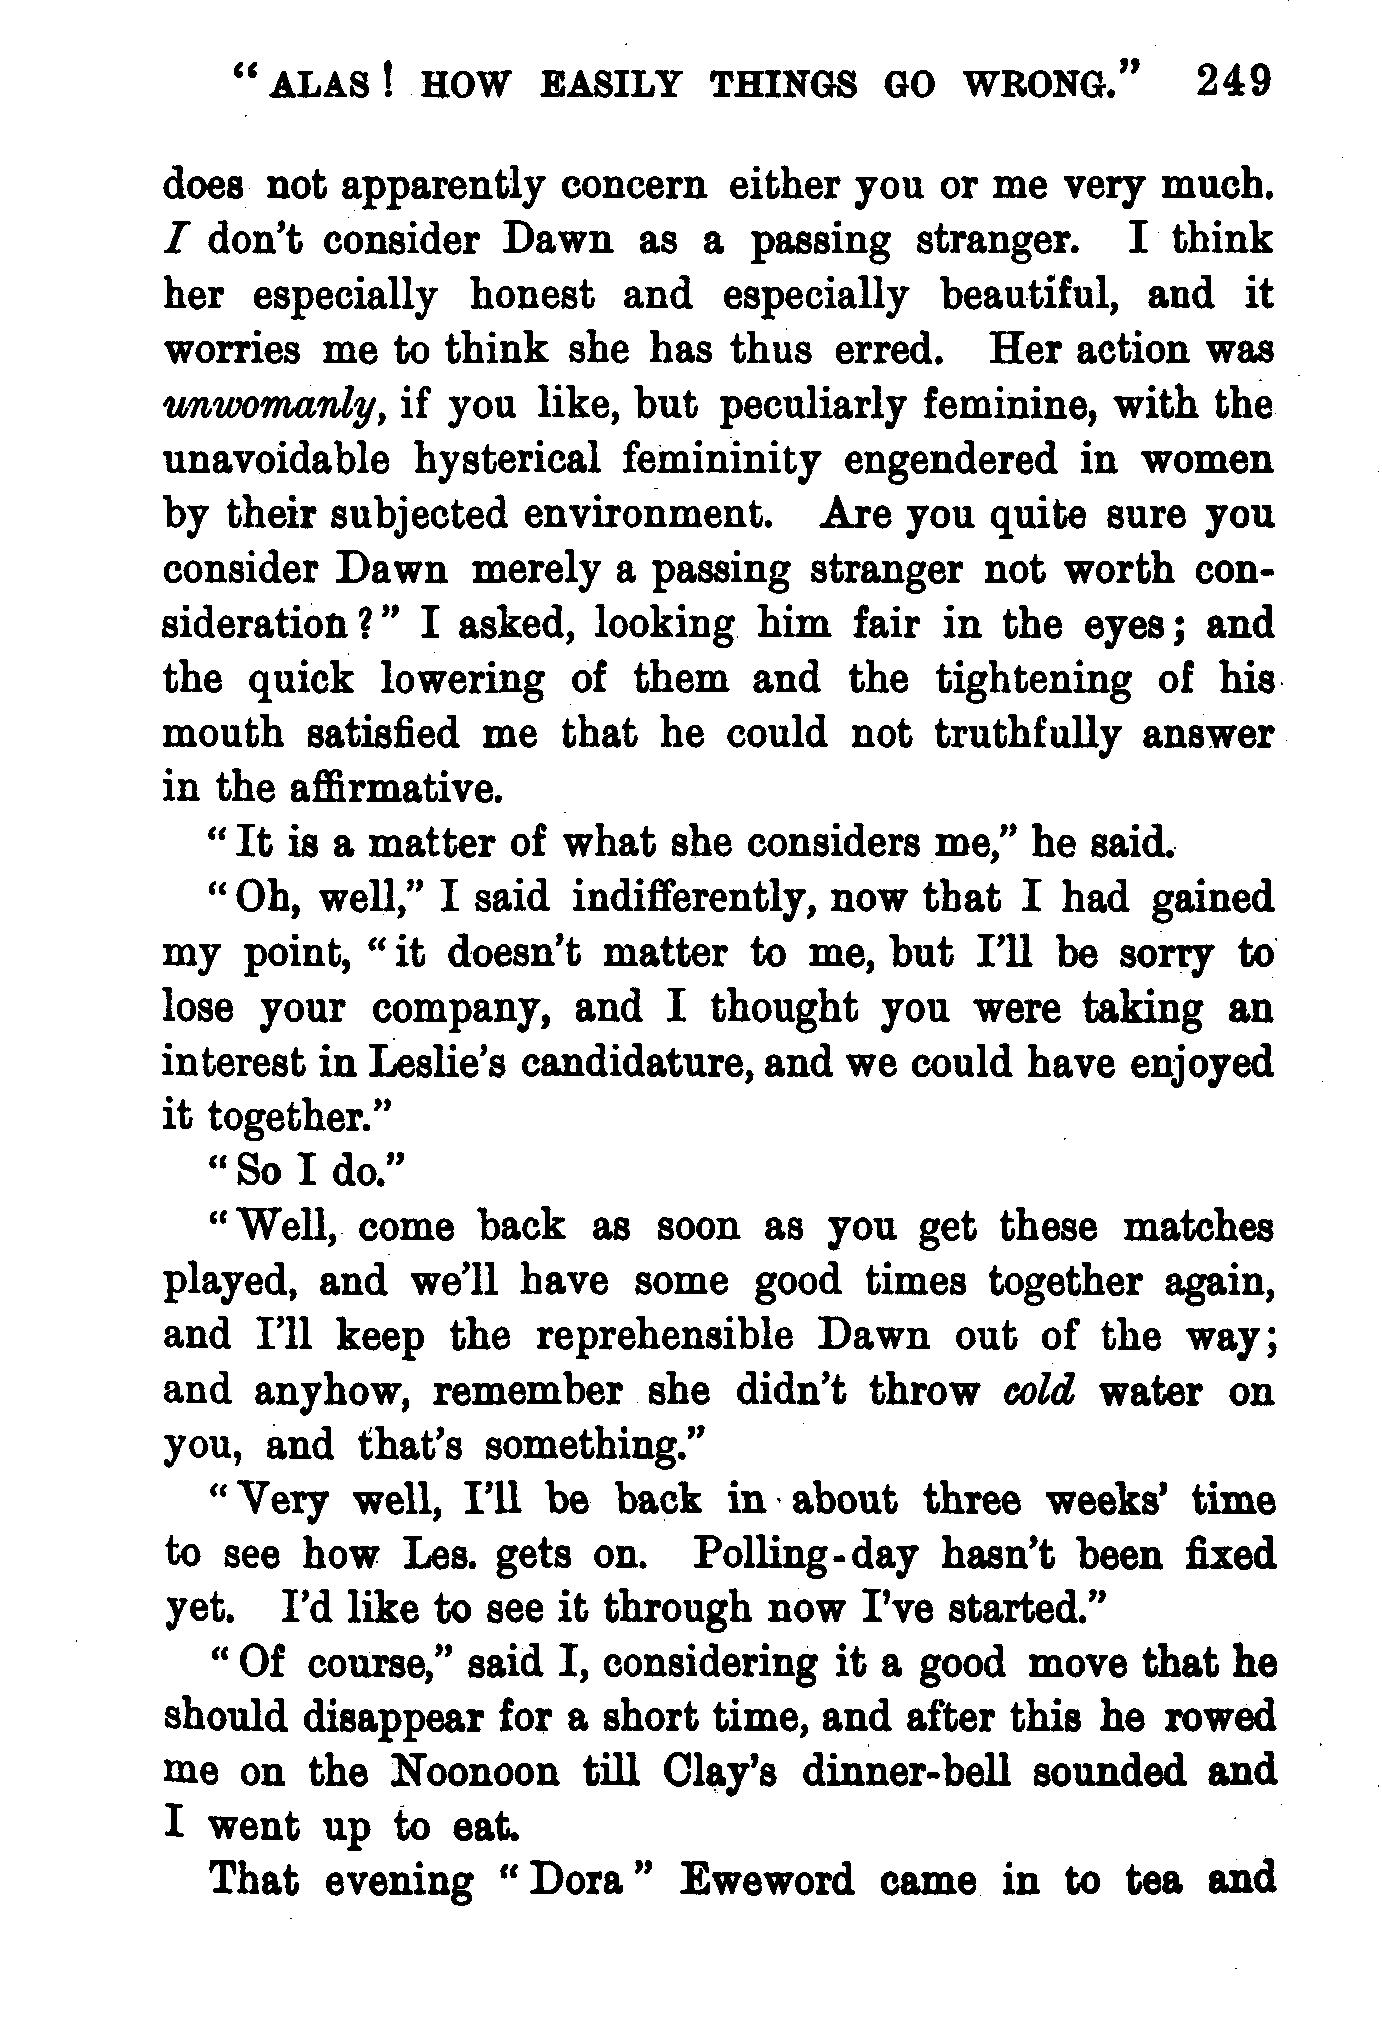 “ ALAS ! HOW EASILY THINGS GO WRONG.” 249
does not apparently concern either you or me very much.
I don’t consider Dawn as a passing stranger. I think
her especially honest and especially beautiful, and it
worries me to think she has thus erred. Her action was
unwomanly, if you like, but peculiarly feminine, with the
unavoidable hysterical femininity engendered in women
by their subjected environment. Are you quite sure you
consider Dawn merely a passing stranger not worth con-
sideration ? ” I asked, looking him fair in the eyes ; and
the quick lowering of them and the tightening of his
mouth satisfied me that he could not truthfully answer
in the affirmative.
“ It is a matter of what she considers me,” he said.
“ Oh, well,” I said indifferently, now that I had gained
my point, “ it doesn’t matter to me, but I’ll be sorry to
lose your company, and I thought you were taking an
interest in Leslie’s candidature, and we could have enjoyed
it together.”
“ So I do.”
“ Well, come back as soon as you get these matches
played, and we’ll have some good times together again,
and I’ll keep the reprehensible Dawn out of the way ;
and anyhow, remember she didn’t throw cold water on
you, and that’s something.”
“ Very well, I’ll be back in about three weeks’ time
to see how Les. gets on. Polling-day hasn’t been fixed
yet. I’d like to see it through now I’ve started.”
“ Of course,” said I, considering it a good move that he
should disappear for a short time, and after this he rowed
me on the Noonoon till Clay’s dinner-bell sounded and
I went up to eat.
That evening “ Dora ” Eweword came in to tea and